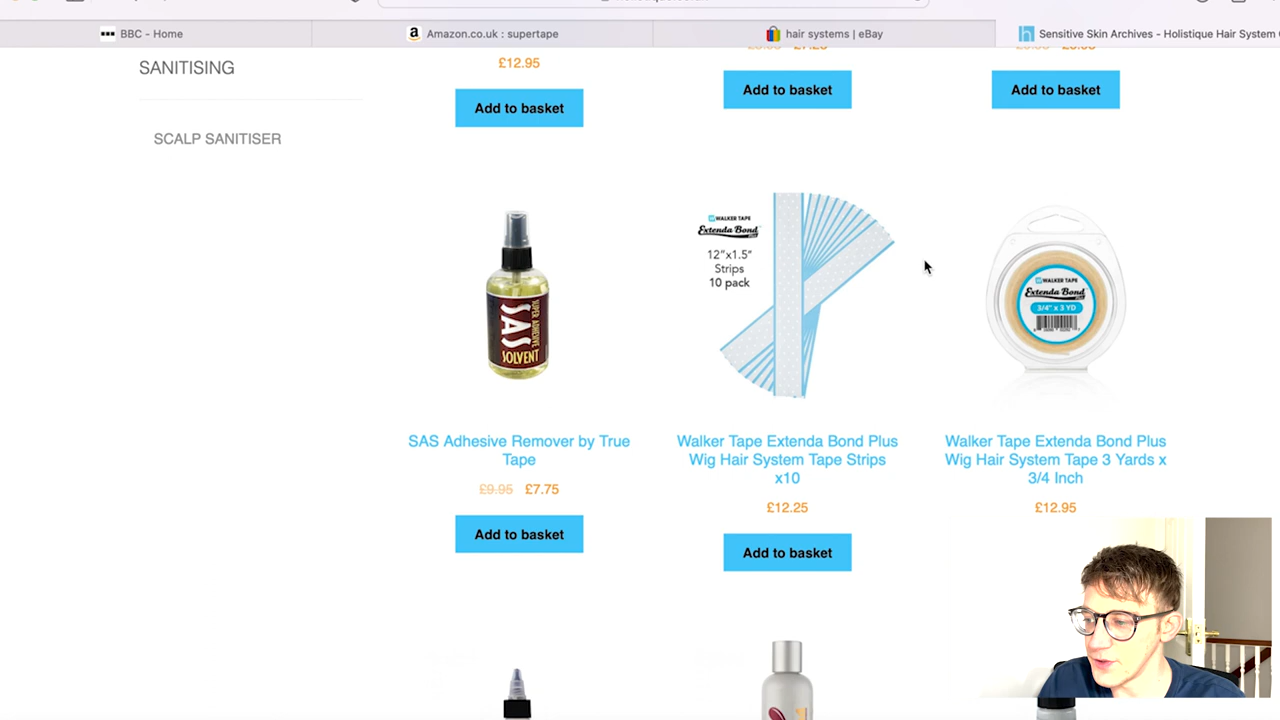 BBC - Home
Amazon.co.uk : supertape
hair systems | eBay
Sensitive Skin Archives - Holistique Hair System
SANITISING
SCALP SANITISER
£12.95
Add to basket
Add to basket
Add to basket
SAS
SUPER ADHESIVE
SOLVENT
WALKER TAPE
Extenda Bond
12”x1.5”
Strips
10 pack
WALKER TAPE
Extenda Bond
3/4" x 3 YD
SAS Adhesive Remover by True
Tape
£9.95 £7.75
Add to basket
Walker Tape Extenda Bond Plus
Wig Hair System Tape Strips
x10
£12.25
Add to basket
Walker Tape Extenda Bond Plus
Wig Hair System Tape 3 Yards x
3/4 Inch
£12.95